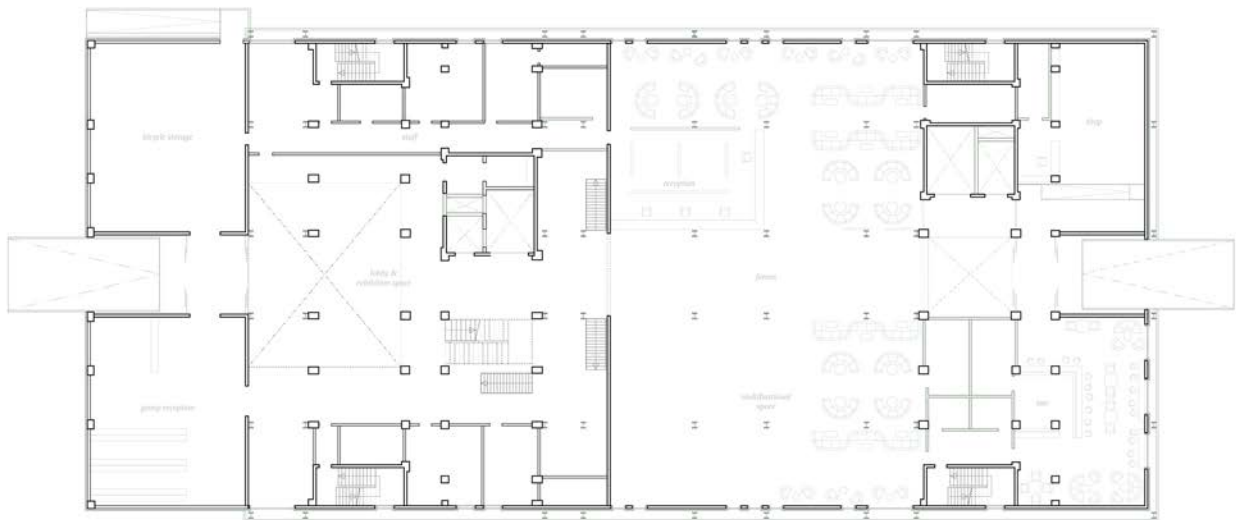 bicycle storage
staff
shop
reception
lobby &
exhibition space
foyer
multifunctional
space
group reception
bar